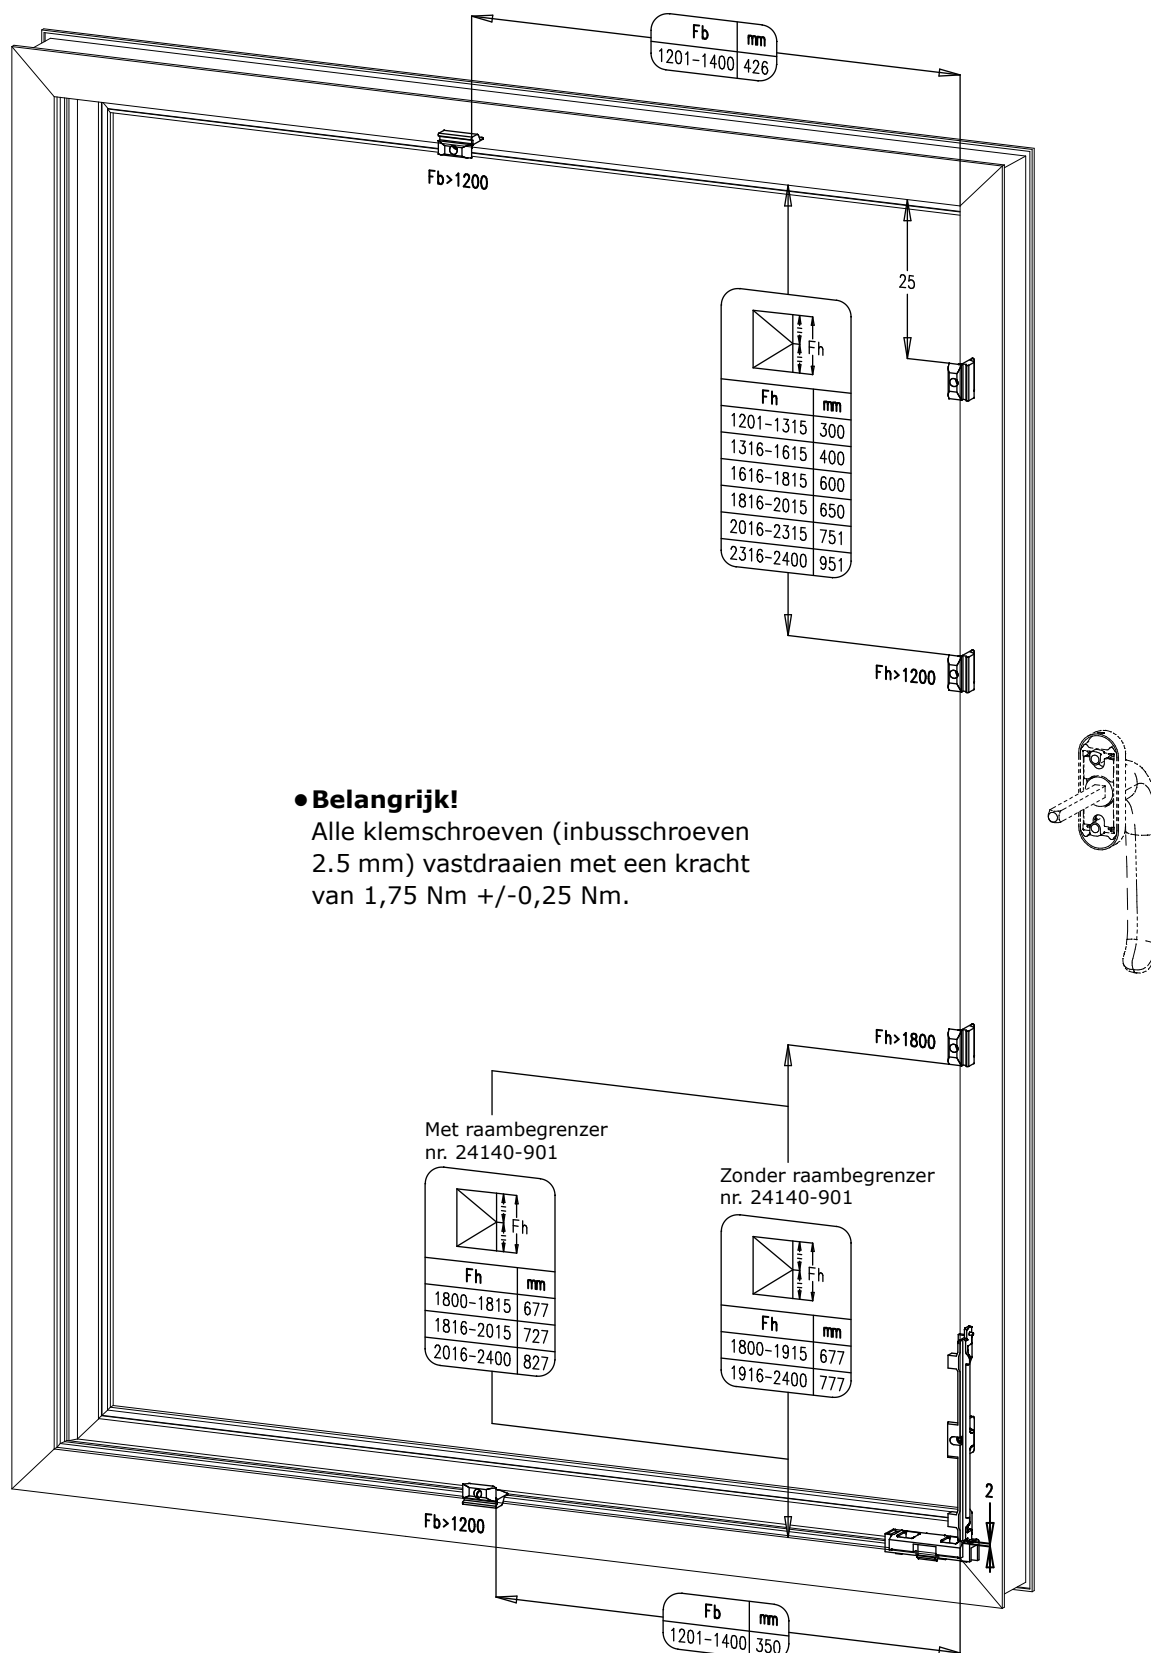 Fb mm
1201-1400 426
Fb>1200
25
Fh
Fh mm
1201-1315 300
1316-1615 400
1616-1815 600
1816-2015 650
2016-2315 751
2316-2400 951
Fh>1200
•Belangrijk!
Alle klemschroeven (inbusschroeven
2.5 mm) vastdraaien met een kracht
van 1,75 Nm +/-0,25 Nm.
Fh>1800
Met raambegrenzer
nr. 24140-901
Fh
Fh mm
1800-1815 677
1816-2015 727
2016-2400 827
Zonder raambegrenzer
nr. 24140-901
Fh
Fh mm
1800-1915 677
1916-2400 777
2
Fb>1200
Fb mm
1201-1400 350